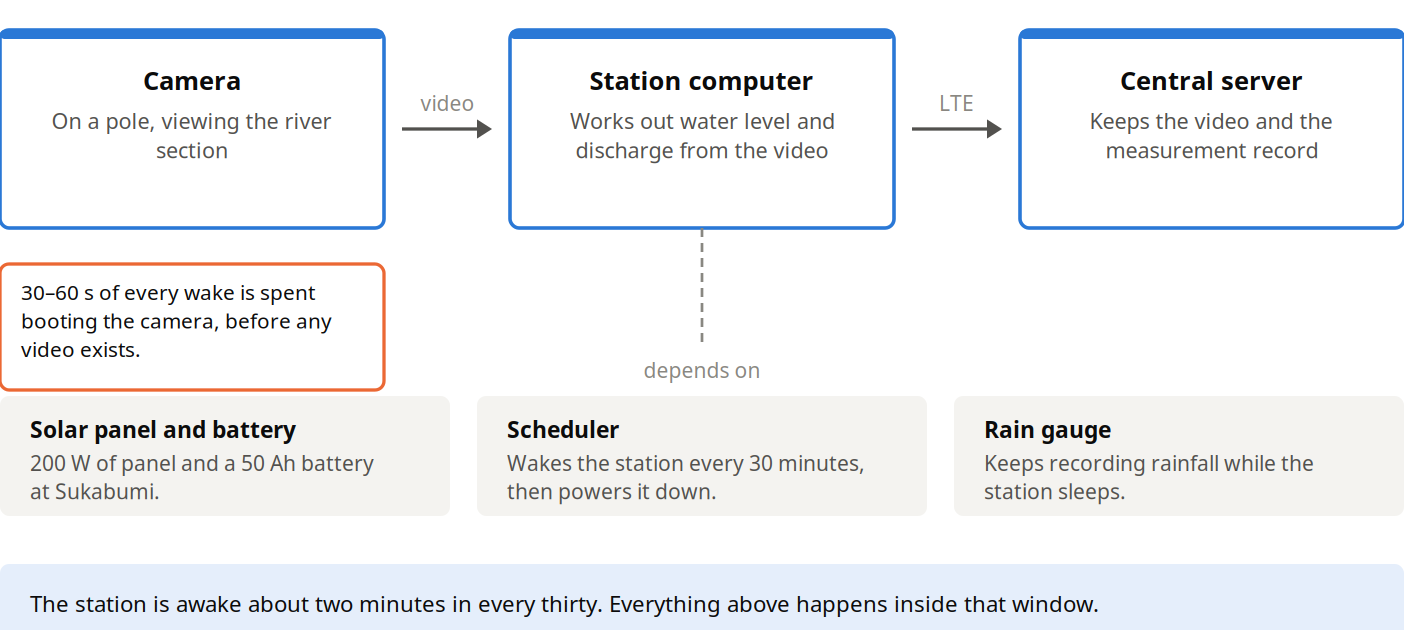 Camera
On a pole, viewing the river
section
video
Station computer
Works out water level and
discharge from the video
LTE
Central server
Keeps the video and the
measurement record
30–60 s of every wake is spent
booting the camera, before any
video exists.
depends on
Solar panel and battery
200 W of panel and a 50 Ah battery
at Sukabumi.
Scheduler
Wakes the station every 30 minutes,
then powers it down.
Rain gauge
Keeps recording rainfall while the
station sleeps.
The station is awake about two minutes in every thirty. Everything above happens inside that window.